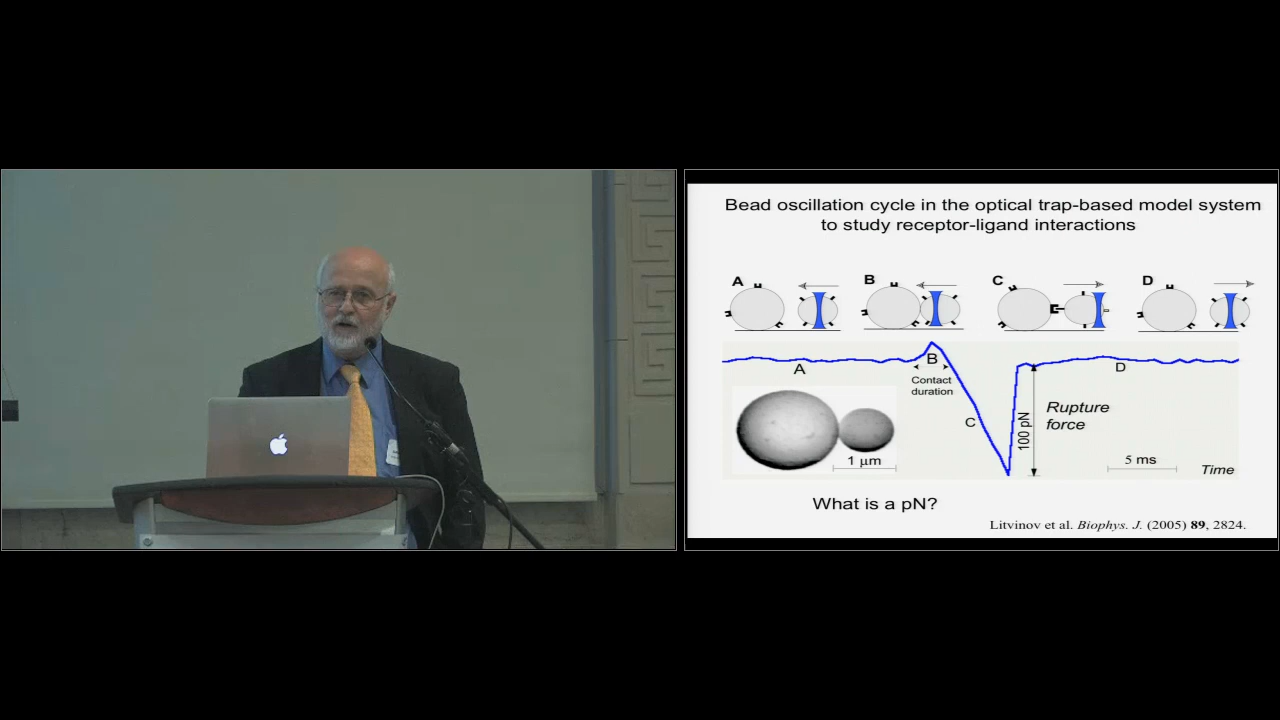 Bead oscillation cycle in the optical trap-based model system
to study receptor-ligand interactions
A
B
C
D
A
B
Contact
duration
C
100 pN
Rupture
force
D
1 μm
5 ms
Time
What is a pN?
Litvinov et al. Biophys. J. (2005) 89, 2824.